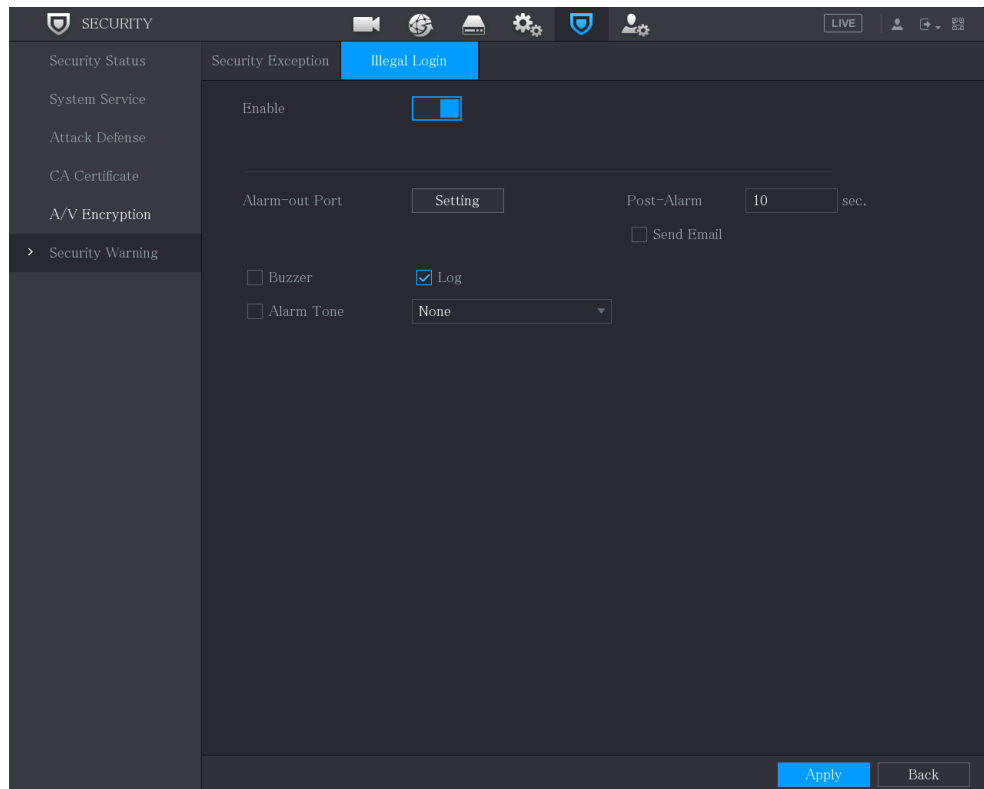 SECURITY
LIVE
Security Status
System Service
Attack Defense
CA Certificate
A/V Encryption
Security Warning
Security Exception
Illegal Login
Enable
Alarm-out Port
Setting
Post-Alarm
10
sec.
Send Email
Buzzer
Log
Alarm Tone
None
Apply
Back